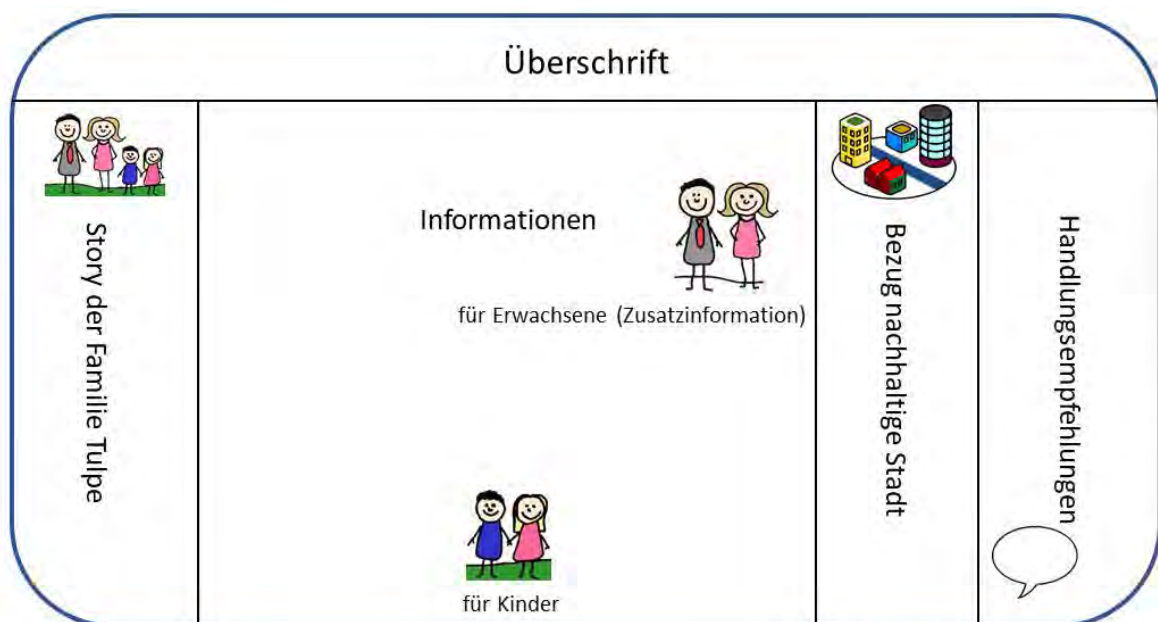 Überschrift
Story der Familie Tulpe
Informationen
für Erwachsene (Zusatzinformation)
für Kinder
Bezug nachhaltige Stadt
Handlungsempfehlungen